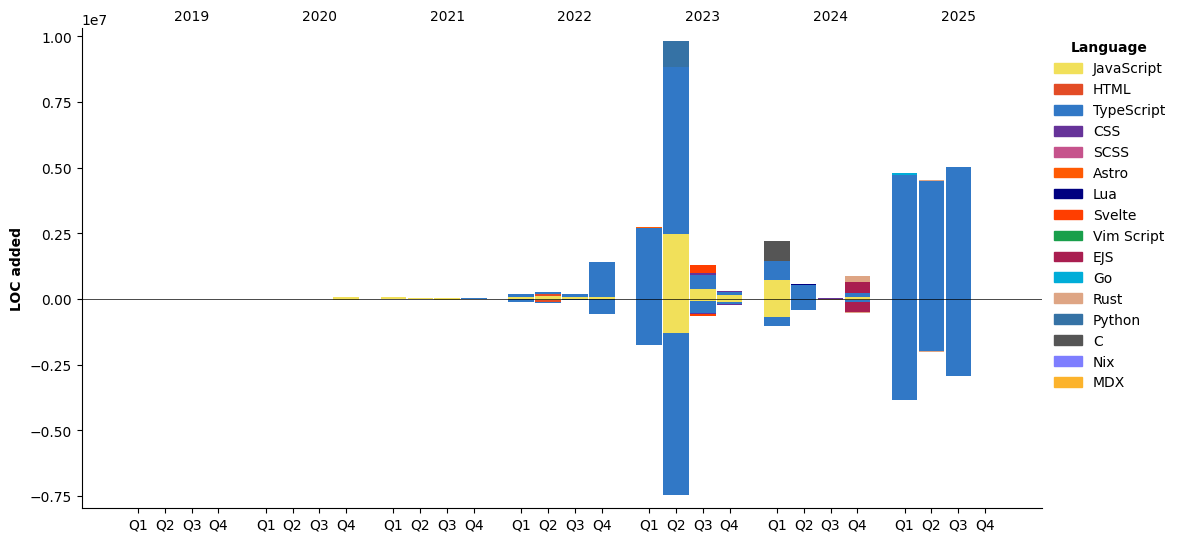 1e7
2019 2020 2021 2022 2023 2024 2025
1.00
0.75
0.50
0.25
0.00
−0.25
−0.50
−0.75
LOC added
Q1 Q2 Q3 Q4 Q1 Q2 Q3 Q4 Q1 Q2 Q3 Q4 Q1 Q2 Q3 Q4 Q1 Q2 Q3 Q4 Q1 Q2 Q3 Q4 Q1 Q2 Q3 Q4
Language
JavaScript
HTML
TypeScript
CSS
SCSS
Astro
Lua
Svelte
Vim Script
EJS
Go
Rust
Python
C
Nix
MDX